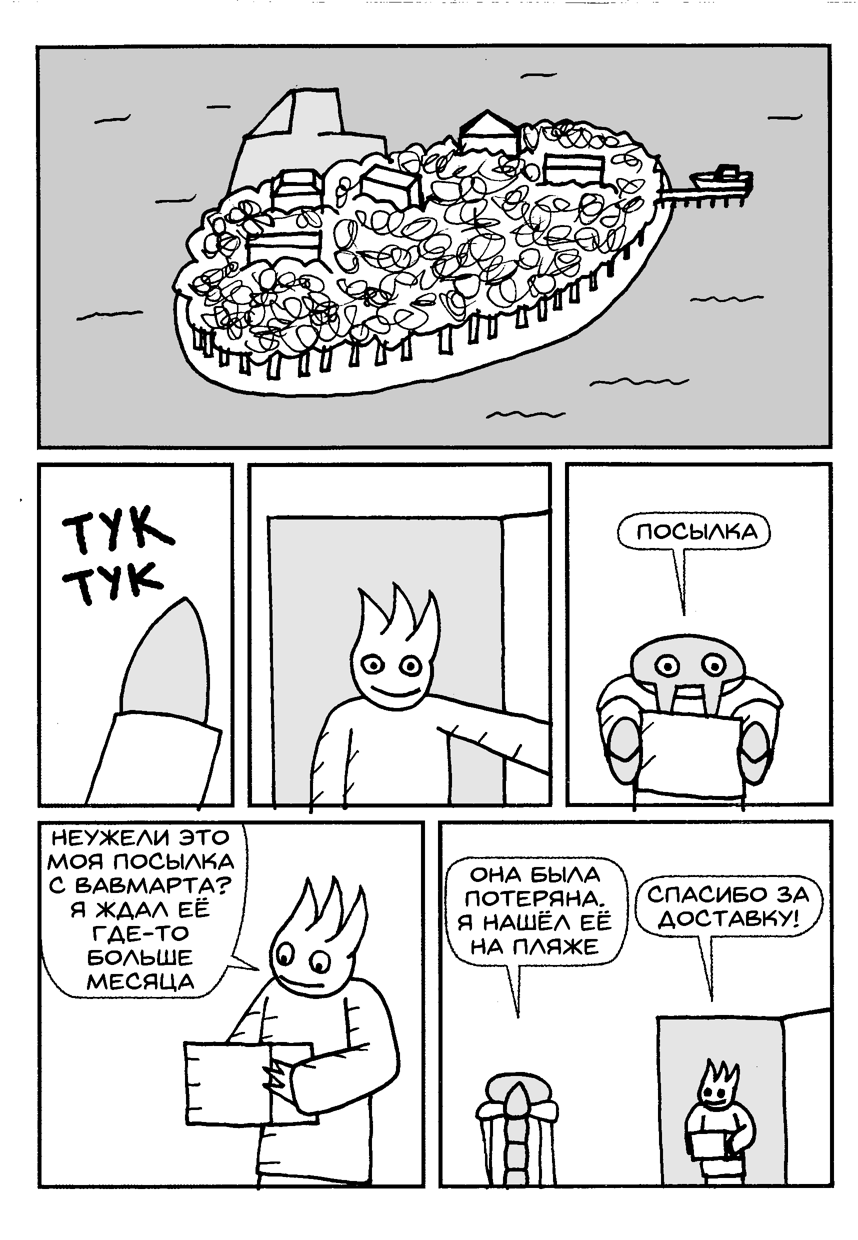 ТУК
ТУК
ПОСЫЛКА
НЕУЖЕЛИ ЭТО
МОЯ ПОСЫЛКА
С ВАВМАРТА?
Я ЖДАЛ ЕЁ
ГДЕ-ТО
БОЛЬШЕ
МЕСЯЦА
ОНА БЫЛА
ПОТЕРЯНА.
Я НАШЁЛ ЕЁ
НА ПЛЯЖЕ
СПАСИБО ЗА
ДОСТАВКУ!